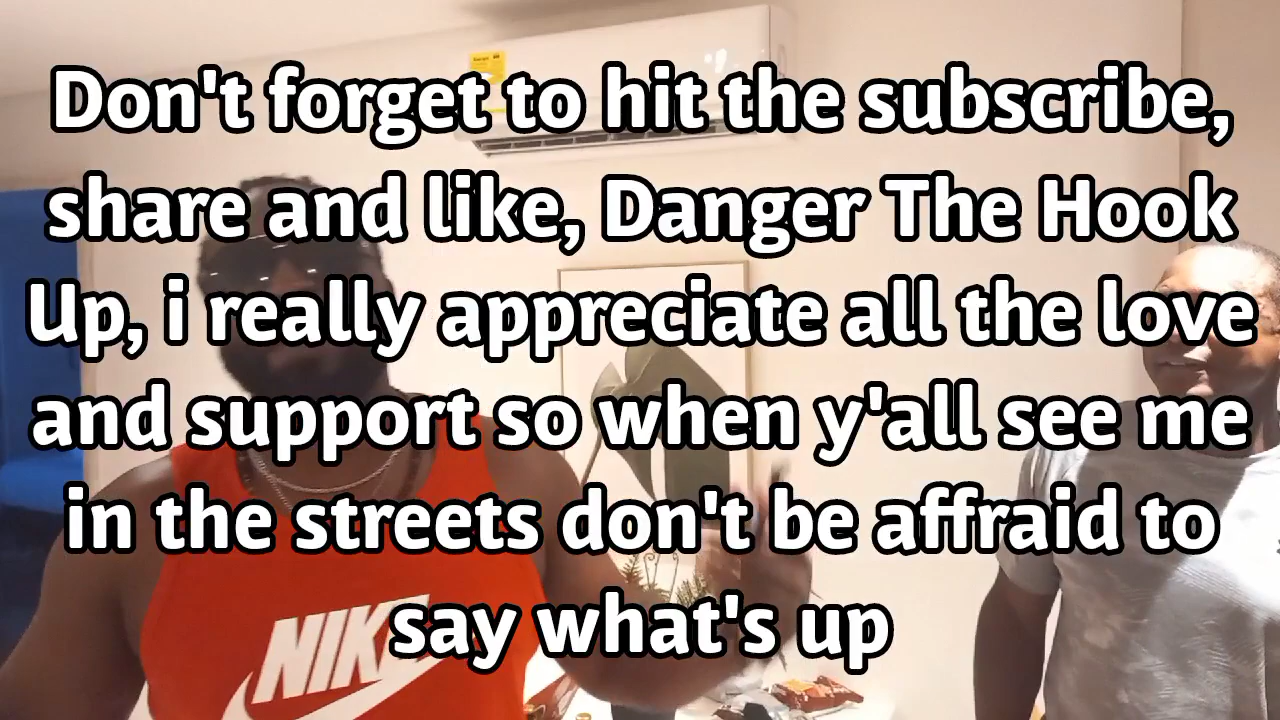 Don't forget to hit the subscribe,
share and like, Danger The Hook
Up, i really appreciate all the love
and support so when y'all see me
in the streets don't be affraid to
say what's up
NIKE